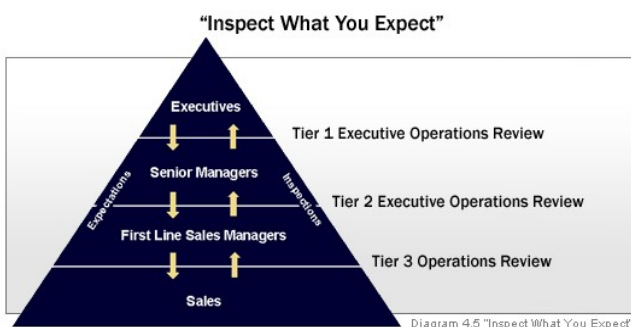 "Inspect What You Expect"
Executives
Tier 1 Executive Operations Review
Senior Managers
Expectations
Inspections
Tier 2 Executive Operations Review
First Line Sales Managers
Tier 3 Operations Review
Sales
Diagram 4.5 "Inspect What You Expect"